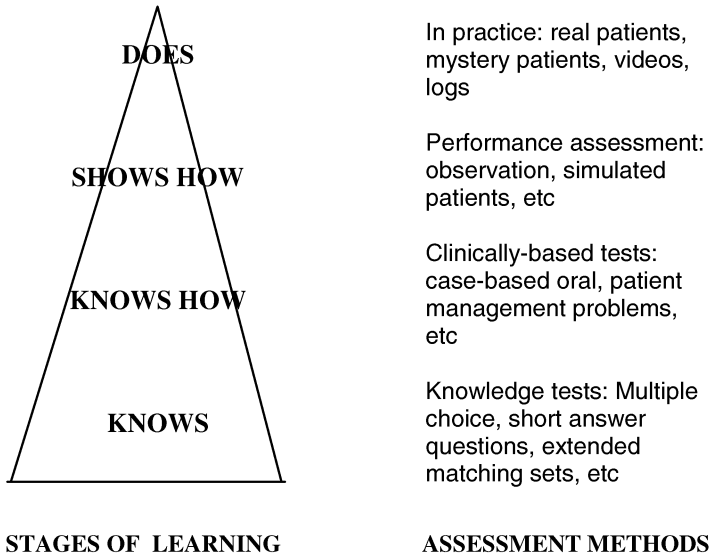 DOES
In practice: real patients,
mystery patients, videos,
logs
SHOWS HOW
Performance assessment:
observation, simulated
patients, etc
KNOWS HOW
Clinically-based tests:
case-based oral, patient
management problems,
etc
KNOWS
Knowledge tests: Multiple
choice, short answer
questions, extended
matching sets, etc
STAGES OF  LEARNING
ASSESSMENT METHODS